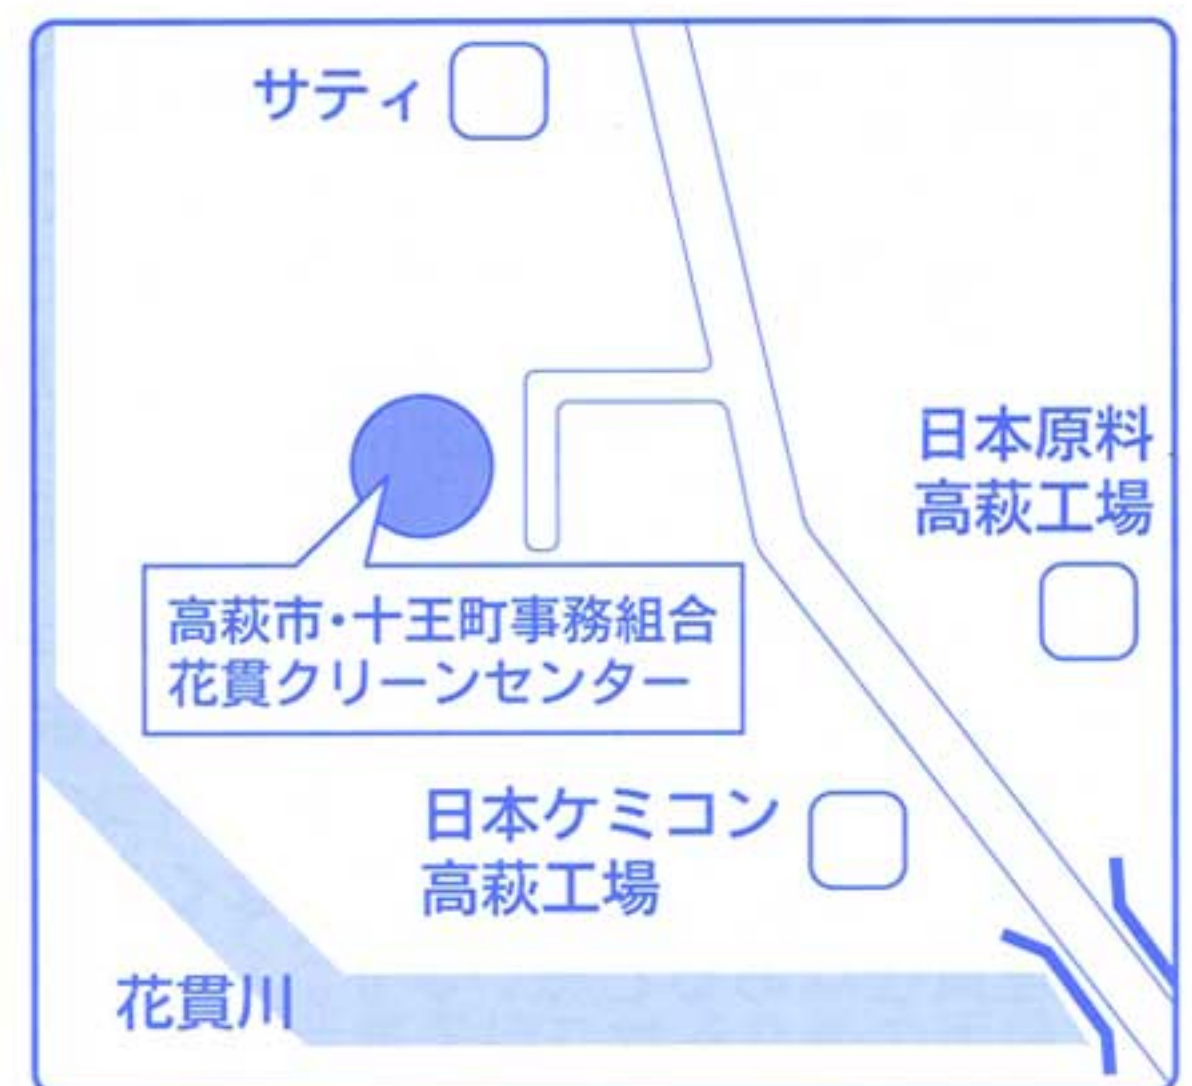 サティ
日本原料
高萩工場
高萩市・十王町事務組合
花貫クリーンセンター
日本ケミコン
高萩工場
花貫川